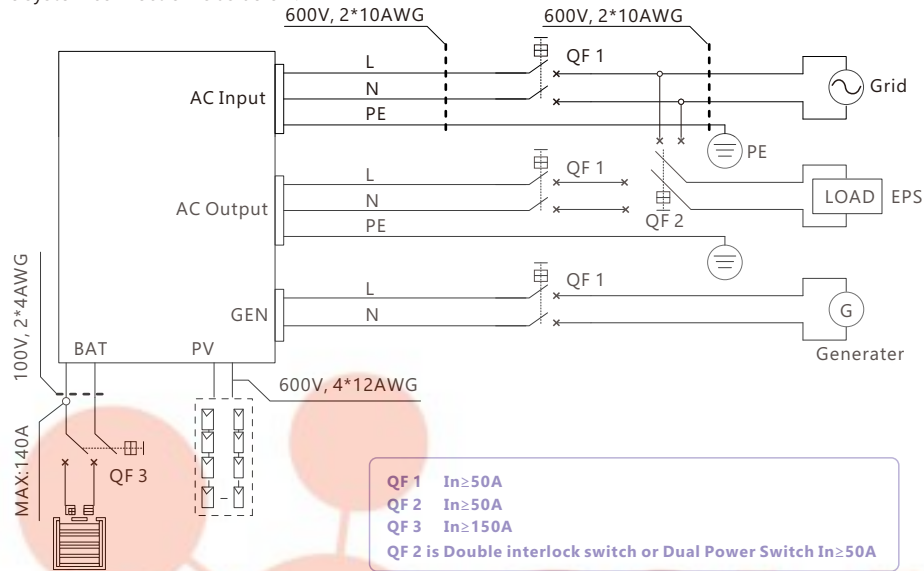 600V, 2*10AWG
600V, 2*10AWG
L
QF 1
AC Input
N
Grid
PE
PE
L
QF 1
AC Output
N
LOAD
EPS
QF 2
PE
100V, 2*4AWG
L
QF 1
GEN
N
G
BAT
PV
Generater
600V, 4*12AWG
MAX:140A
QF 3
QF 1 In≥50A
QF 2 In≥50A
QF 3 In≥150A
QF 2 is Double interlock switch or Dual Power Switch In≥50A